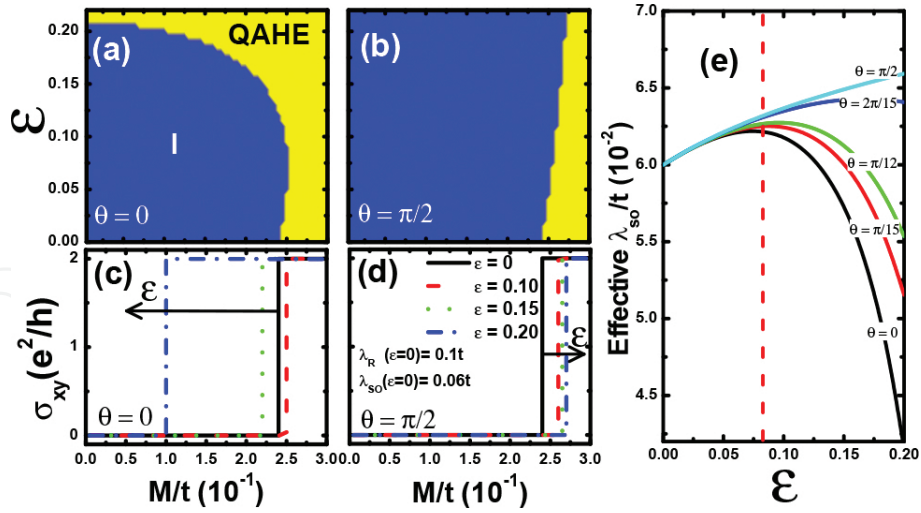 (a) QAHE
I
θ = 0
0.20
0.15
0.10
0.05
0.00
ε
(b)
θ = π/2
(c)
ε
θ = 0
2
0
σxy(e²/h)
0.0 0.5 1.0 1.5 2.0 2.5 3.0
M/t (10⁻¹)
(d)
ε = 0
ε = 0.10
ε = 0.15
ε = 0.20
ε
λR (ε=0)= 0.1t
λSO(ε=0)= 0.06t
θ = π/2
0.0 0.5 1.0 1.5 2.0 2.5 3.0
M/t (10⁻¹)
(e)
7.0
6.5
6.0
5.5
5.0
4.5
Effective λso/t (10⁻²)
θ = π/2
θ = 2π/15
θ = π/12
θ = π/15
θ = 0
0.00 0.05 0.10 0.15 0.20
ε